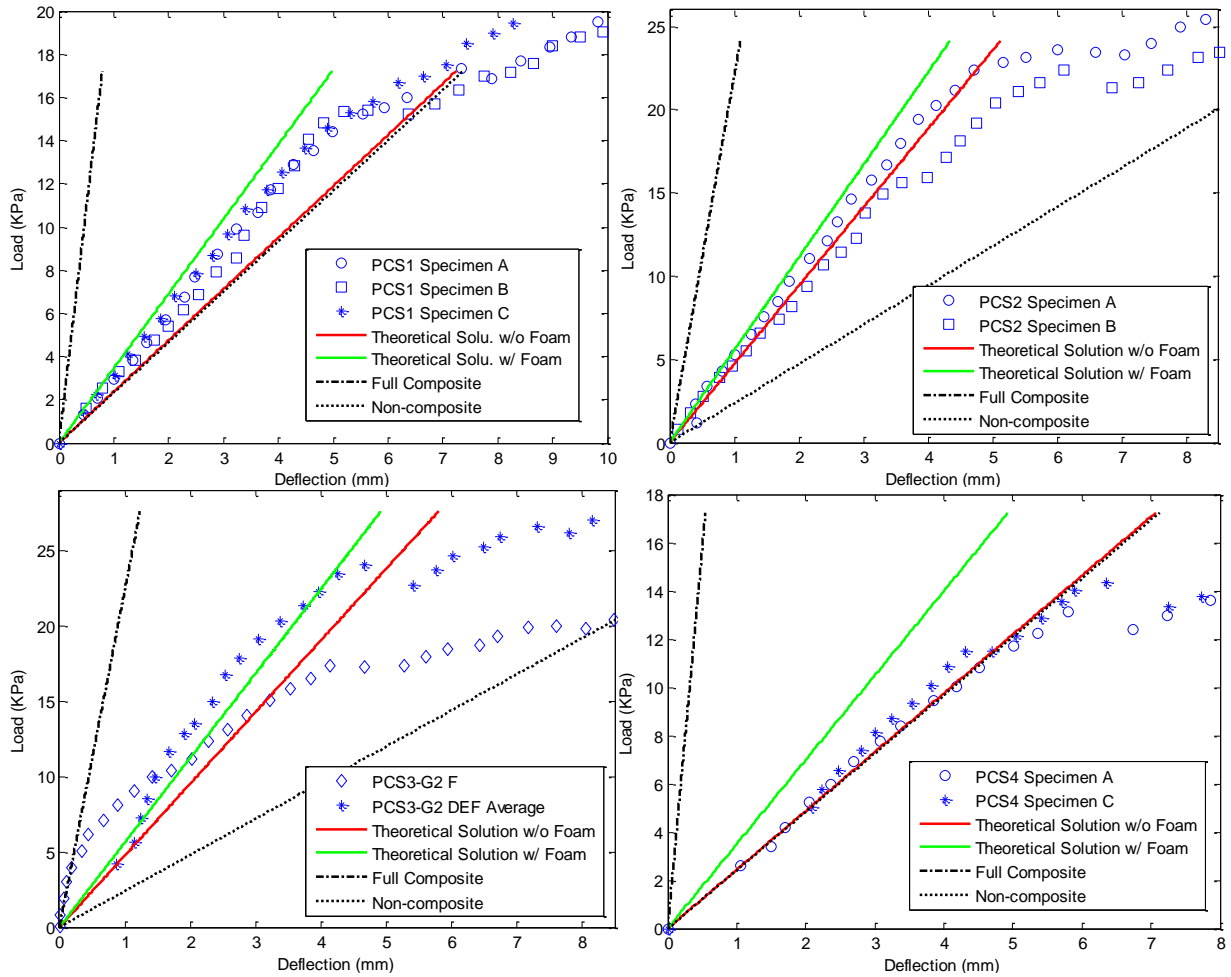 20
18
16
14
12
10
8
6
4
2
0
Load (KPa)
PCS1 Specimen A
PCS1 Specimen B
PCS1 Specimen C
Theoretical Solu. w/o Foam
Theoretical Solu. w/ Foam
Full Composite
Non-composite
0 1 2 3 4 5 6 7 8 9 10
Deflection (mm)
25
20
15
10
5
0
Load (KPa)
PCS2 Specimen A
PCS2 Specimen B
Theoretical Solution w/o Foam
Theoretical Solution w/ Foam
Full Composite
Non-composite
0 1 2 3 4 5 6 7 8
Deflection (mm)
25
20
15
10
5
0
Load (KPa)
PCS3-G2 F
PCS3-G2 DEF Average
Theoretical Solution w/o Foam
Theoretical Solution w/ Foam
Full Composite
Non-composite
0 1 2 3 4 5 6 7 8
Deflection (mm)
18
16
14
12
10
8
6
4
2
0
Load (KPa)
PCS4 Specimen A
PCS4 Specimen C
Theoretical Solution w/o Foam
Theoretical Solution w/ Foam
Full Composite
Non-composite
0 1 2 3 4 5 6 7 8
Deflection (mm)